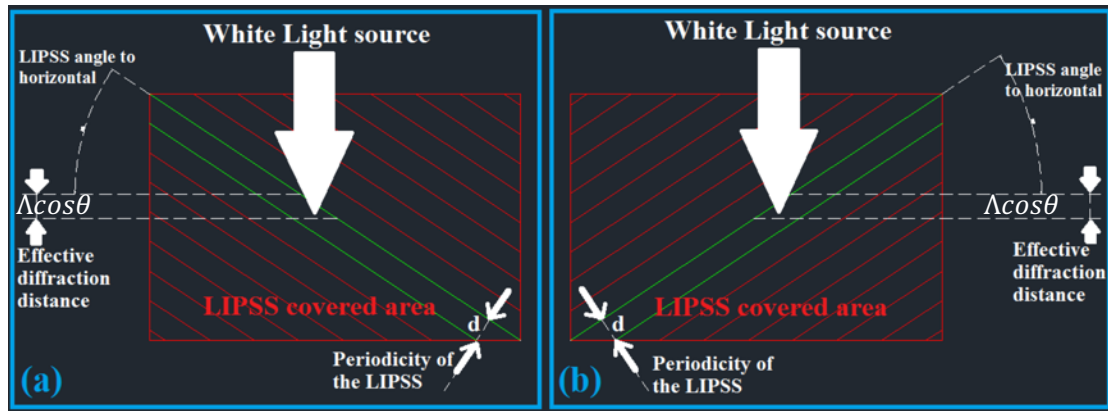 White Light source
LIPSS angle to
horizontal
Λcosθ
Effective
diffraction
distance
LIPSS covered area
d
Periodicity of
the LIPSS
(a)
White Light source
LIPSS angle
to horizontal
Λcosθ
Effective
diffraction
distance
LIPSS covered area
d
Periodicity of
the LIPSS
(b)